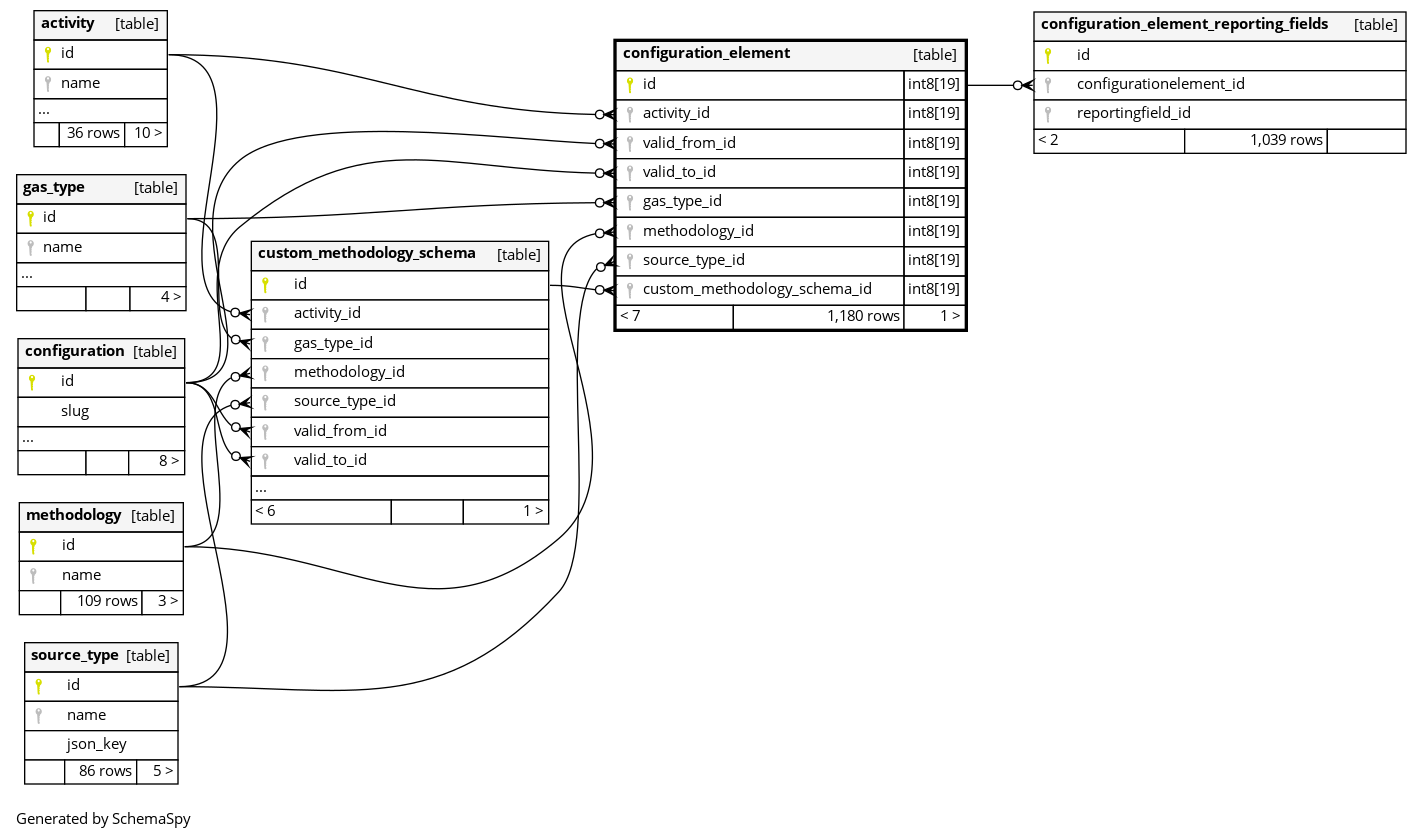 activity [table]
id
name
...
36 rows 10 >
gas_type [table]
id
name
...
4 >
configuration [table]
id
slug
...
8 >
methodology [table]
id
name
109 rows 3 >
source_type [table]
id
name
json_key
86 rows 5 >
custom_methodology_schema [table]
id
activity_id
gas_type_id
methodology_id
source_type_id
valid_from_id
valid_to_id
...
< 6 1 >
configuration_element [table]
id int8[19]
activity_id int8[19]
valid_from_id int8[19]
valid_to_id int8[19]
gas_type_id int8[19]
methodology_id int8[19]
source_type_id int8[19]
custom_methodology_schema_id int8[19]
< 7 1,180 rows 1 >
configuration_element_reporting_fields [table]
id
configurationelement_id
reportingfield_id
< 2 1,039 rows
Generated by SchemaSpy